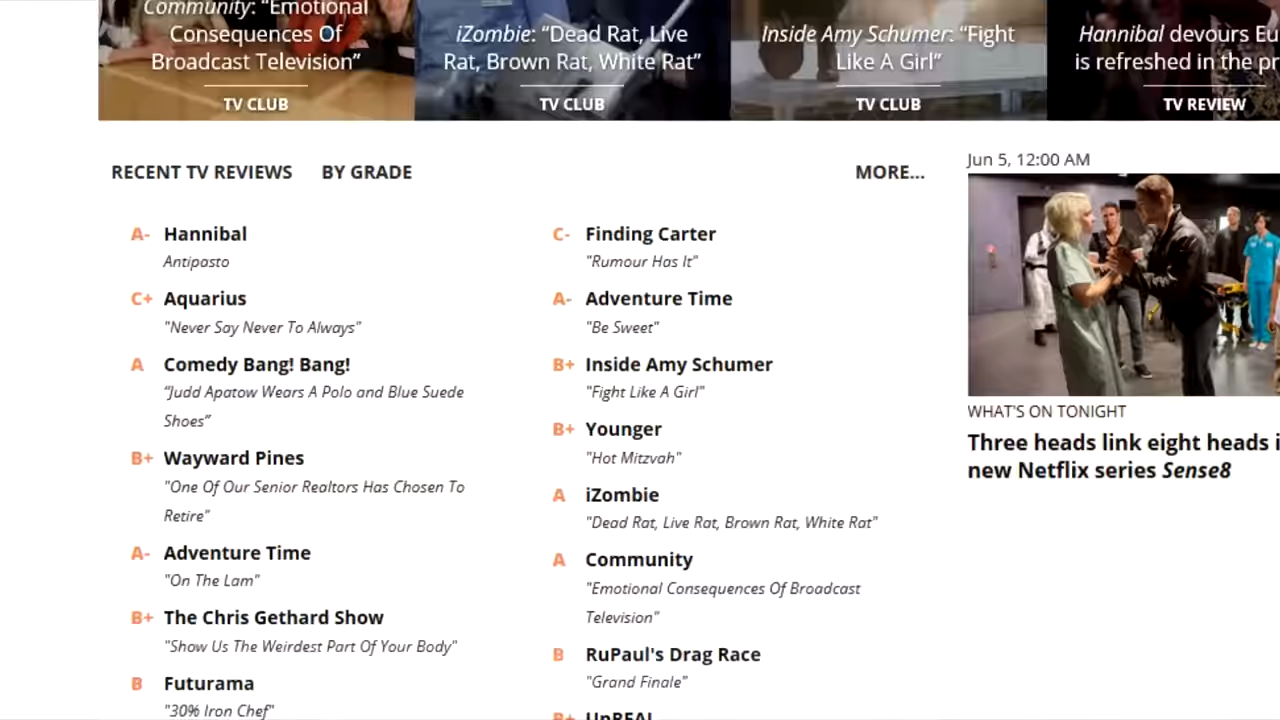 Community: “Emotional
Consequences Of
Broadcast Television”
TV CLUB
iZombie: “Dead Rat, Live
Rat, Brown Rat, White Rat”
TV CLUB
Inside Amy Schumer: “Fight
Like A Girl”
TV CLUB
Hannibal devours Eu
is refreshed in the pr
TV REVIEW
RECENT TV REVIEWS BY GRADE MORE...
A- Hannibal
Antipasto
C+ Aquarius
"Never Say Never To Always"
A Comedy Bang! Bang!
“Judd Apatow Wears A Polo and Blue Suede
Shoes”
B+ Wayward Pines
"One Of Our Senior Realtors Has Chosen To
Retire"
A- Adventure Time
"On The Lam"
B+ The Chris Gethard Show
"Show Us The Weirdest Part Of Your Body"
B Futurama
"30% Iron Chef"
C- Finding Carter
"Rumour Has It"
A- Adventure Time
"Be Sweet"
B+ Inside Amy Schumer
"Fight Like A Girl"
B+ Younger
"Hot Mitzvah"
A iZombie
"Dead Rat, Live Rat, Brown Rat, White Rat"
A Community
"Emotional Consequences Of Broadcast
Television"
B RuPaul's Drag Race
"Grand Finale"
B+ UnREAL
Jun 5, 12:00 AM
WHAT'S ON TONIGHT
Three heads link eight heads i
new Netflix series Sense8